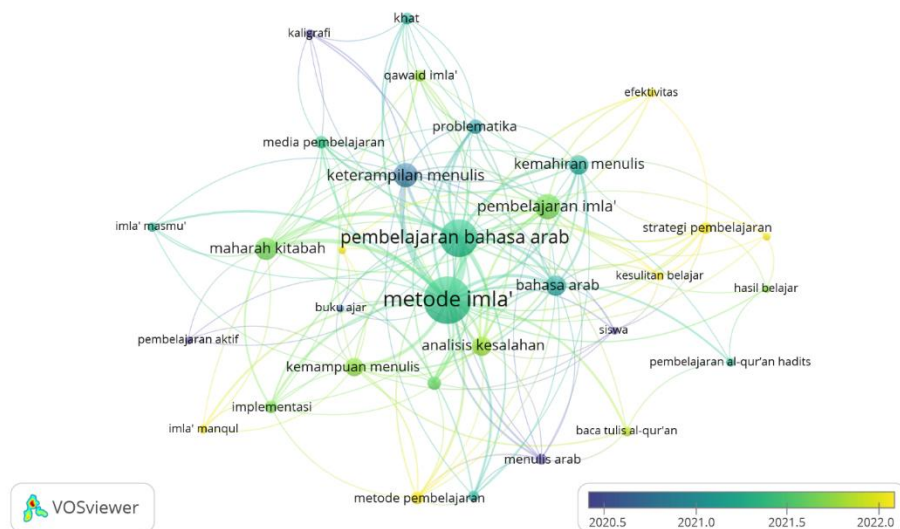 khat
kaligrafi
qawaid imla'
efektivitas
problematika
media pembelajaran
kemahiran menulis
keterampilan menulis
pembelajaran imla'
imla' masmu'
strategi pembelajaran
pembelajaran bahasa arab
maharah kitabah
kesulitan belajar
bahasa arab
hasil belajar
metode imla'
buku ajar
siswa
pembelajaran aktif
analisis kesalahan
pembelajaran al-qur'an hadits
kemampuan menulis
implementasi
imla' manqul
baca tulis al-qur'an
menulis arab
metode pembelajaran
VOSviewer
2020.5 2021.0 2021.5 2022.0